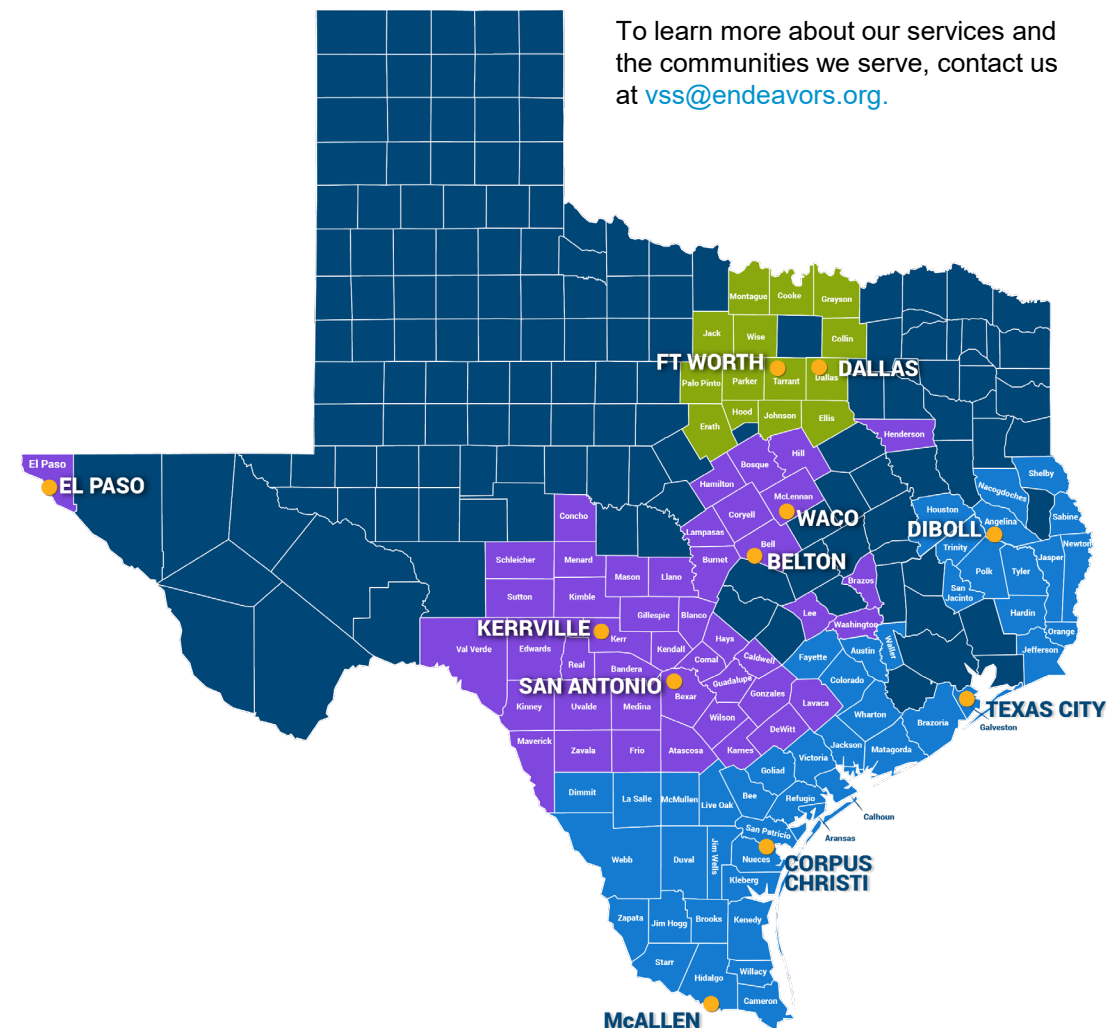 To learn more about our services and
the communities we serve, contact us
at vss@endeavors.org.
Montague
Cooke
Grayson
Jack
Wise
Collin
FT WORTH
DALLAS
Palo Pinto
Parker
Tarrant
Dallas
Erath
Hood
Johnson
Ellis
Henderson
Bosque
Hill
El Paso
EL PASO
Hamilton
McLennan
WACO
Coryell
Lampasas
Bell
BELTON
Burnet
Shelby
Nacogdoches
Houston
Angelina
Sabine
DIBOLL
Trinity
Newton
Jasper
Polk
Tyler
San
Jacinto
Hardin
Orange
Jefferson
Concho
Schleicher
Menard
Mason
Llano
Sutton
Kimble
Brazos
Lee
Washington
Gillespie
Blanco
KERRVILLE
Kerr
Hays
Val Verde
Edwards
Kendall
Real
Bandera
Comal
Caldwell
Fayette
Austin
Waller
SAN ANTONIO
Bexar
Guadalupe
Gonzales
Colorado
Lavaca
Kinney
Uvalde
Medina
Wilson
Wharton
Brazoria
TEXAS CITY
Galveston
DeWitt
Maverick
Zavala
Frio
Atascosa
Karnes
Jackson
Matagorda
Victoria
Goliad
Dimmit
La Salle
McMullen
Live Oak
Bee
Refugio
Calhoun
Aransas
San Patricio
Webb
Duval
Jim Wells
Nueces
CORPUS
CHRISTI
Kleberg
Zapata
Jim Hogg
Brooks
Kenedy
Starr
Hidalgo
Willacy
Cameron
McALLEN